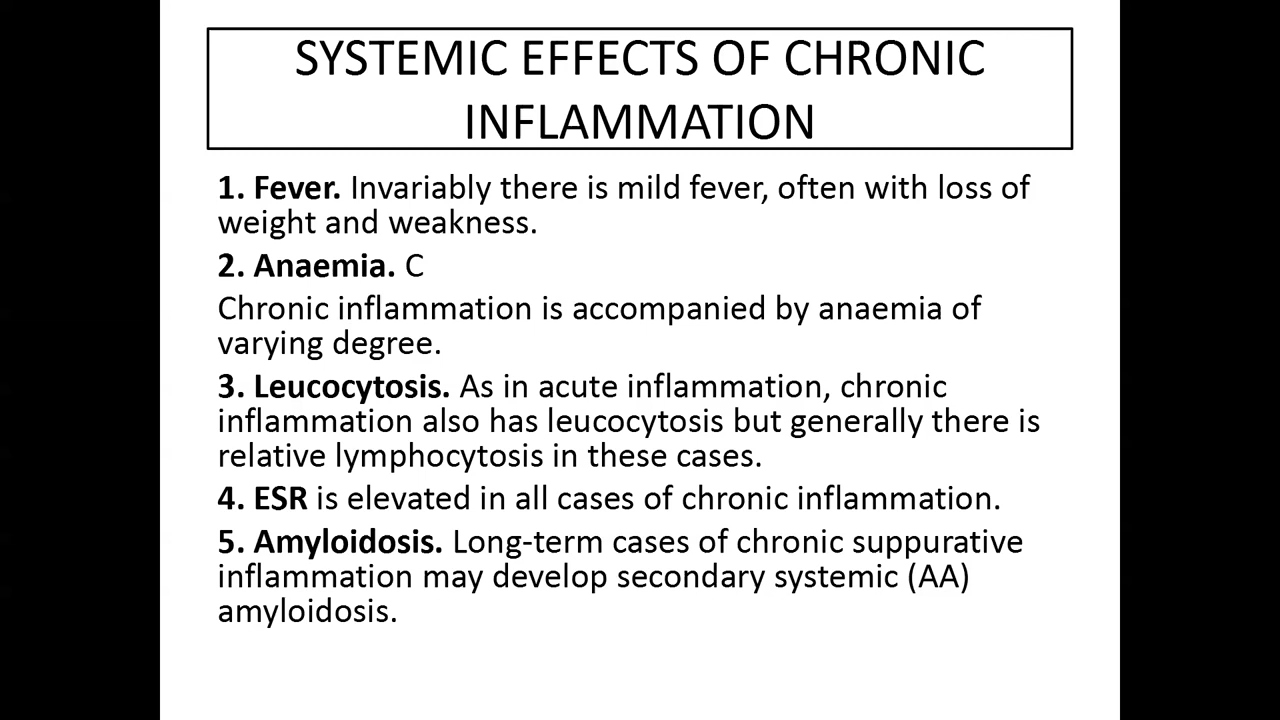 SYSTEMIC EFFECTS OF CHRONIC
INFLAMMATION
1. Fever. Invariably there is mild fever, often with loss of
weight and weakness.
2. Anaemia. C
Chronic inflammation is accompanied by anaemia of
varying degree.
3. Leucocytosis. As in acute inflammation, chronic
inflammation also has leucocytosis but generally there is
relative lymphocytosis in these cases.
4. ESR is elevated in all cases of chronic inflammation.
5. Amyloidosis. Long-term cases of chronic suppurative
inflammation may develop secondary systemic (AA)
amyloidosis.